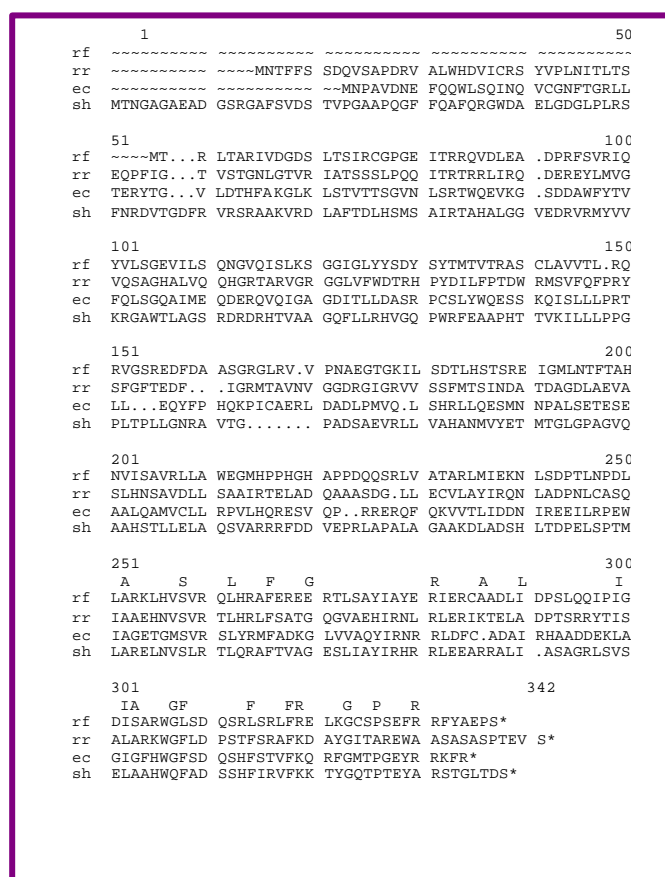 1 50
rf ~~~~~~~~~~ ~~~~~~~~~~ ~~~~~~~~~~ ~~~~~~~~~~ ~~~~~~~~~~
rr ~~~~~~~~~~ ~~~~MNTFFS SDQVSAPDRV ALWHDVICRS YVPLNITLTS
ec ~~~~~~~~~~ ~~~~~~~~~~ ~~MNPAVDNE FQQWLSQINQ VCGNFTGRLL
sh MTNGAGAEAD GSRGAFSVDS TVPGAAPQGF FQAFQRGWDA ELGDGLPLRS
51 100
rf ~~~~MT...R LTARIVDGDS LTSIRCGPGE ITRRQVDLEA .DPRFSVRIQ
rr EQPFIG...T VSTGNLGTVR IATSSSLPQQ ITRTRRLIRQ .DEREYLMVG
ec TERYTG...V LDTHFAKGLK LSTVTTSGVN LSRTWQEVKG .SDDAWFYTV
sh FNRDVTGDFR VRSRAAKVRD LAFTDLHSMS AIRTAHALGG VEDRVRMYVV
101 150
rf YVLSGEVILS QNGVQISLKS GGIGLYYSDY SYTMTVTRAS CLAVVTL.RQ
rr VQSAGHALVQ QHGRTARVGR GGLVFWDTRH PYDILFPTDW RMSVFQFPRY
ec FQLSGQAIME QDERQVQIGA GDITLLDASR PCSLYWQESS KQISLLLPRT
sh KRGAWTLAGS RDRDRHTVAA GQFLLRHVGQ PWRFEAAPHT TVKILLLPPG
151 200
rf RVGSREDFDA ASGRGLRV.V PNAEGTGKIL SDTLHSTSRE IGMLNTFTAH
rr SFGFTEDF.. .IGRMTAVNV GGDRGIGRVV SSFMTSINDA TDAGDLAEVA
ec LL...EQYFP HQKPICAERL DADLPMVQ.L SHRLLQESMN NPALSETESE
sh PLTPLLGNRA VTG....... PADSAEVRLL VAHANMVYET MTGLGPAGVQ
201 250
rf NVISAVRLLA WEGMHPPHGH APPDQQSRLV ATARLMIEKN LSDPTLNPDL
rr SLHNSAVDLL SAAIRTELAD QAAASDG.LL ECVLAYIRQN LADPNLCASQ
ec AALQAMVCLL RPVLHQRESV QP..RRERQF QKVVTLIDDN IREEILRPEW
sh AAHSTLLELA QSVARRRFDD VEPRLAPALA GAAKDLADSH LTDPELSPTM
251 300
A S L F G R A L I
rf LARKLHVSVR QLHRAFEREE RTLSAYIAYE RIERCAADLI DPSLQQIPIG
rr IAAEHNVSVR TLHRLFSATG QGVAEHIRNL RLERIKTELA DPTSRRYTIS
ec IAGETGMSVR SLYRMFADKG LVVAQYIRNR RLDFC.ADAI RHAADDEKLA
sh LARELNVSLR TLQRAFTVAG ESLIAYIRHR RLEEARRALI .ASAGRLSVS
301 342
IA GF F FR G P R
rf DISARWGLSD QSRLSRLFRE LKGCSPSEFR RFYAEPS*
rr ALARKWGFLD PSTFSRAFKD AYGITAREWA ASASASPTEV S*
ec GIGFHWGFSD QSHFSTVFKQ RFGMTPGEYR RKFR*
sh ELAAHWQFAD SSHFIRVFKK TYGQTPTEYA RSTGLTDS*